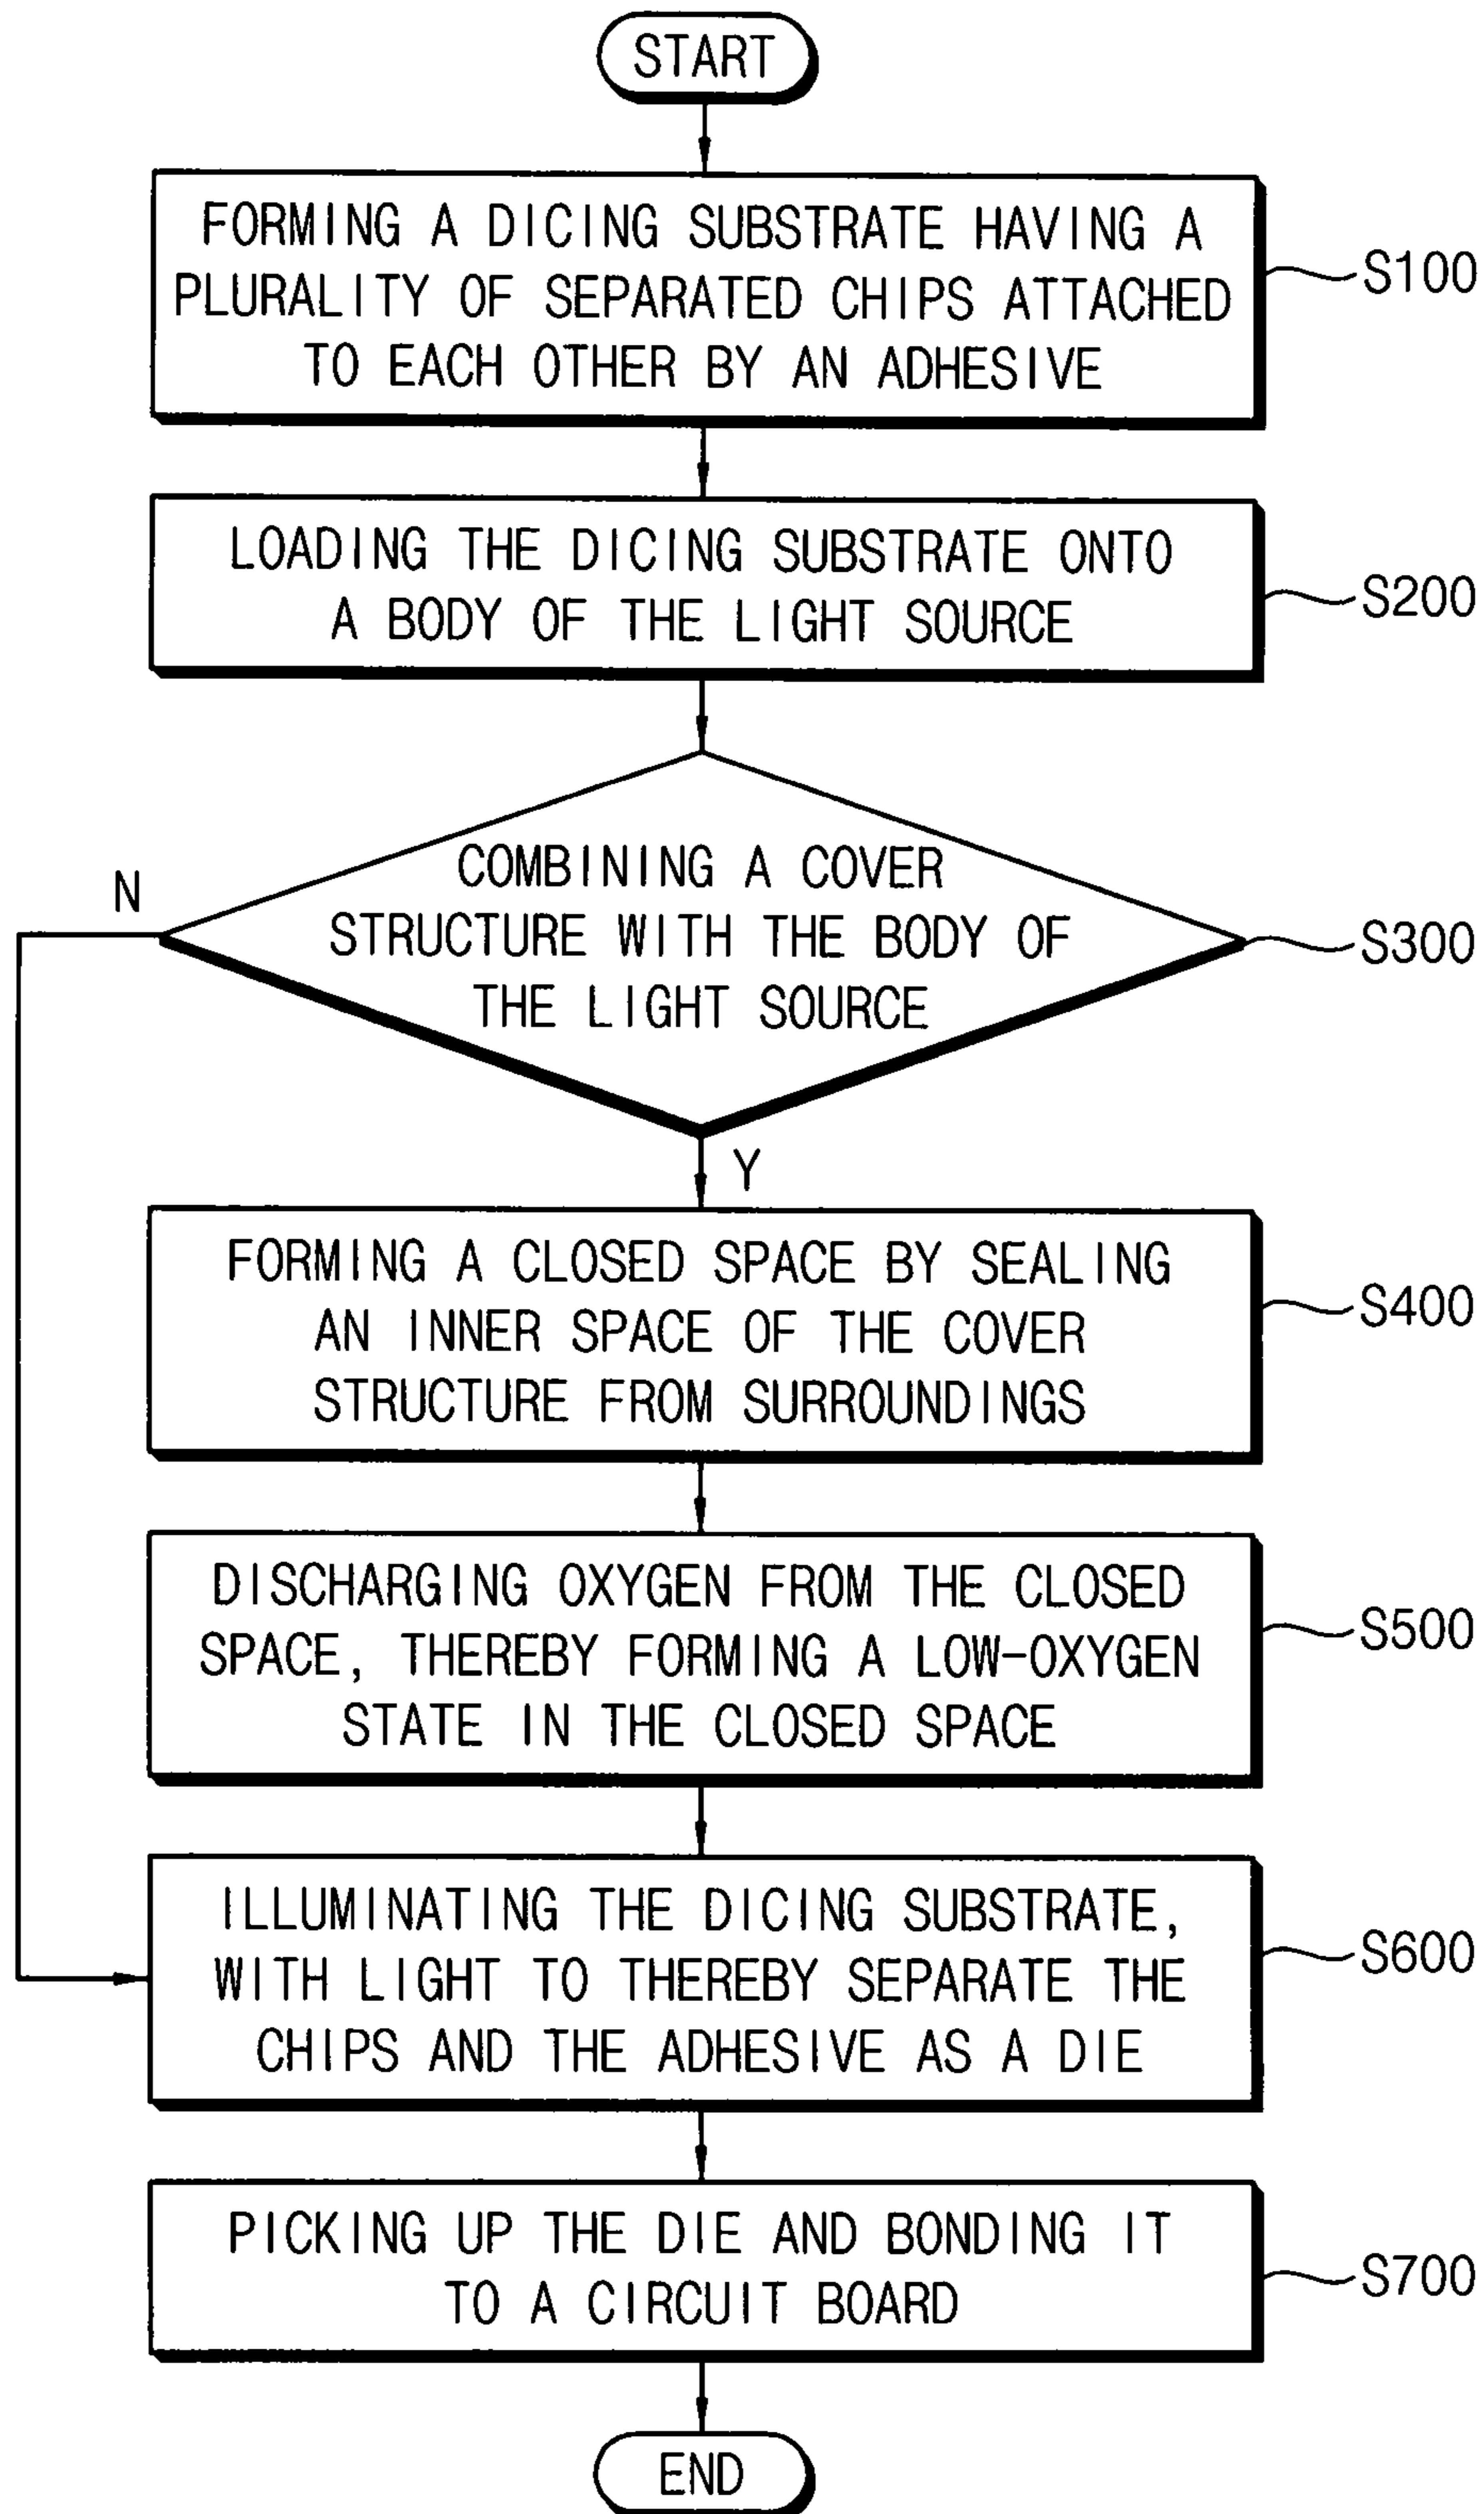 START
FORMING A DICING SUBSTRATE HAVING A
PLURALITY OF SEPARATED CHIPS ATTACHED
TO EACH OTHER BY AN ADHESIVE
S100
LOADING THE DICING SUBSTRATE ONTO
A BODY OF THE LIGHT SOURCE
S200
COMBINING A COVER
STRUCTURE WITH THE BODY OF
THE LIGHT SOURCE
S300
N
Y
FORMING A CLOSED SPACE BY SEALING
AN INNER SPACE OF THE COVER
STRUCTURE FROM SURROUNDINGS
S400
DISCHARGING OXYGEN FROM THE CLOSED
SPACE, THEREBY FORMING A LOW-OXYGEN
STATE IN THE CLOSED SPACE
S500
ILLUMINATING THE DICING SUBSTRATE,
WITH LIGHT TO THEREBY SEPARATE THE
CHIPS AND THE ADHESIVE AS A DIE
S600
PICKING UP THE DIE AND BONDING IT
TO A CIRCUIT BOARD
S700
END